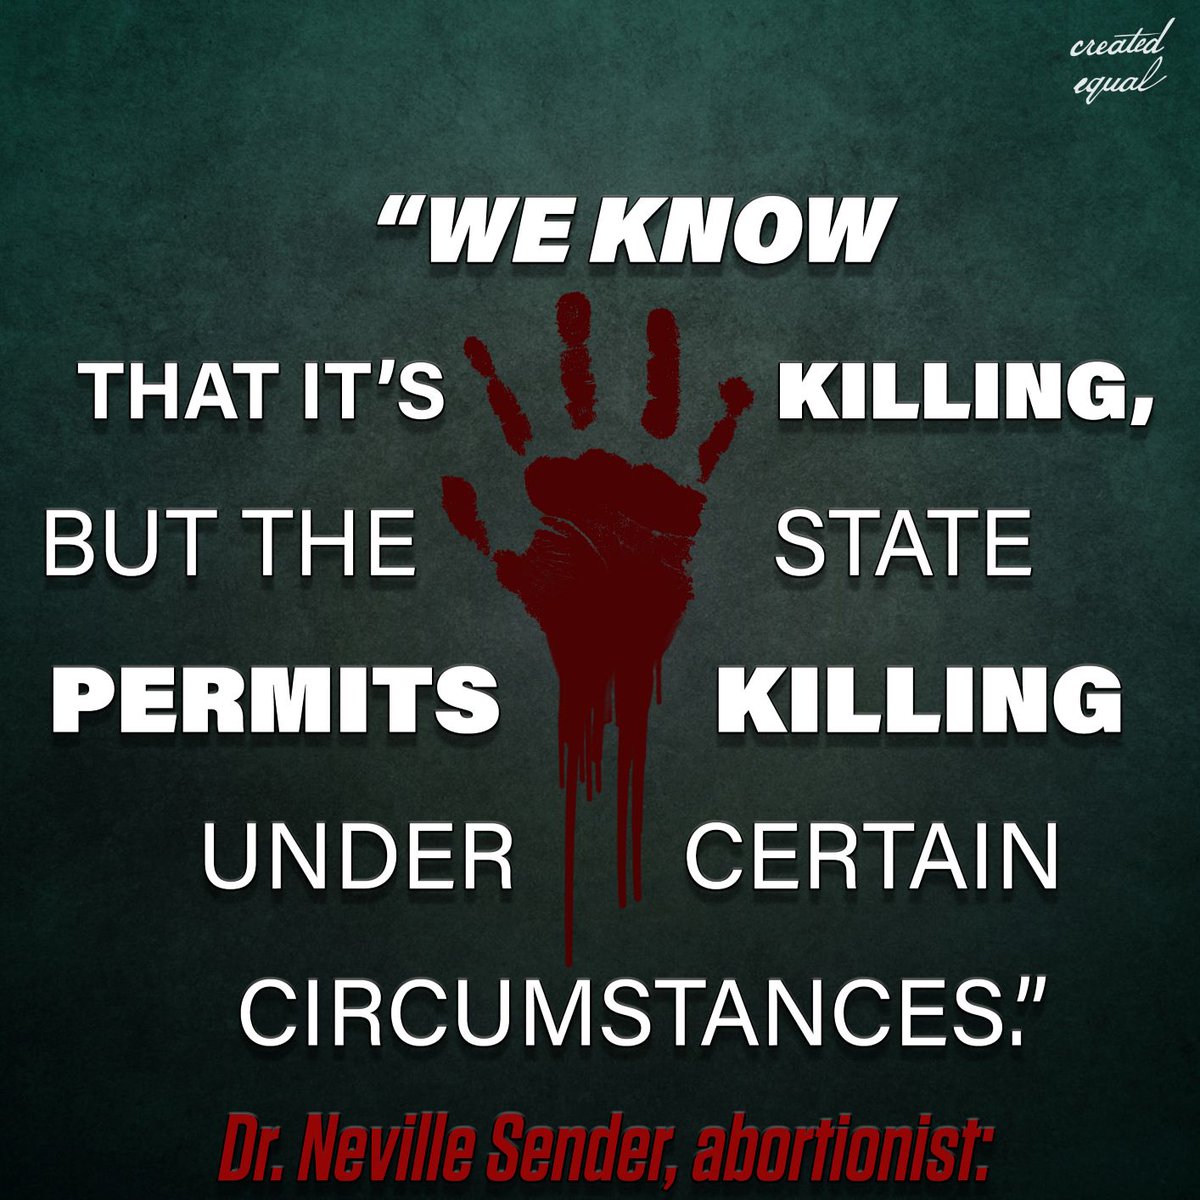 created
equal
“WE KNOW
THAT IT’S KILLING,
BUT THE STATE
PERMITS KILLING
UNDER CERTAIN
CIRCUMSTANCES.”
Dr. Neville Sender, abortionist: